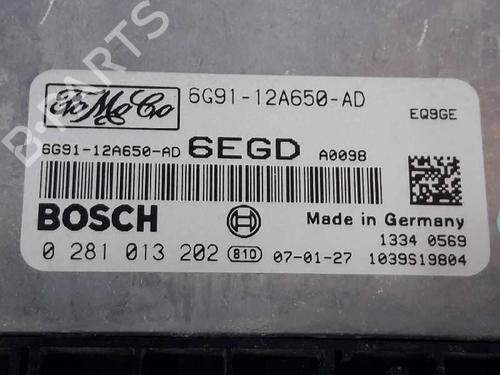 FoMoCo
6G91-12A650-AD
EQ9GE
6G91-12A650-AD 6EGD A0098
BOSCH
Made in Germany
0 281 013 202 810 07-01-27
1334 0569
1039S19804
B-PARTS